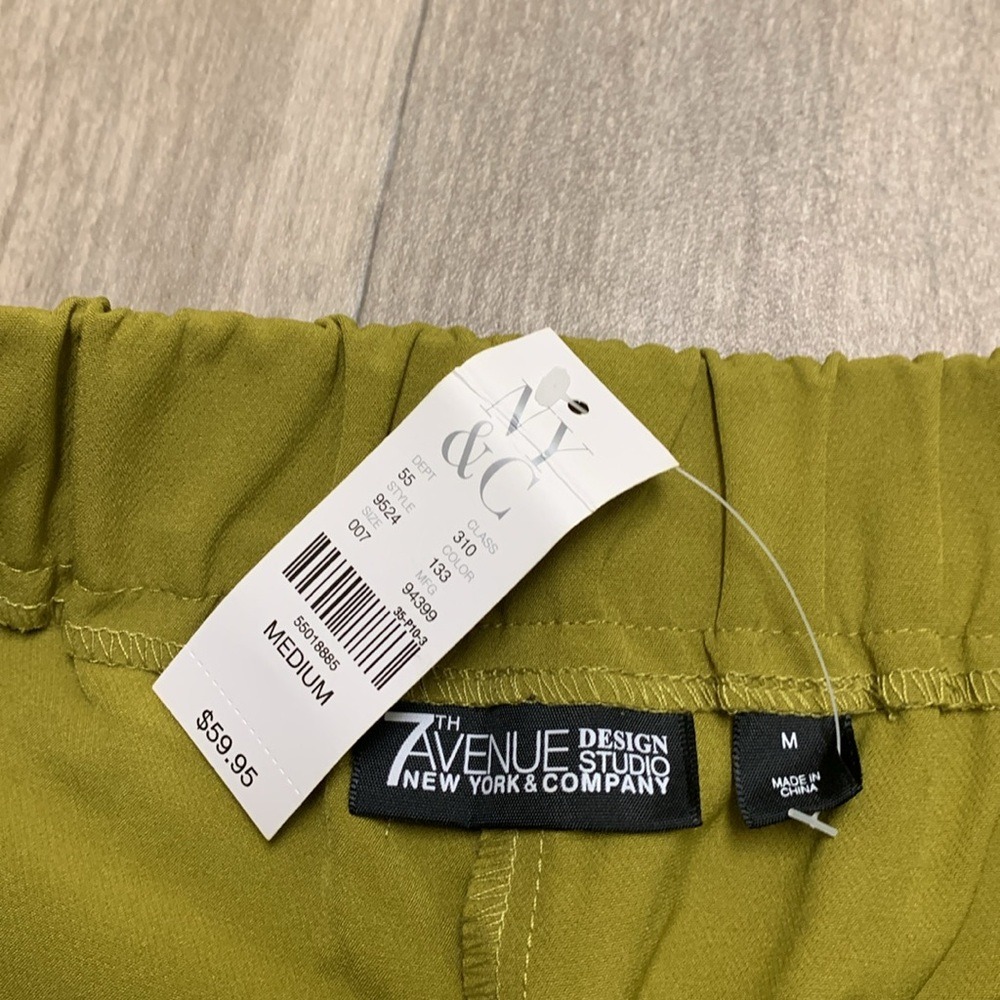 NY
&C
DEPT CLASS
55 310
STYLE COLOR
9524 133
SIZE MFG
007 94399
35-P10-3
55018885
MEDIUM
$59.95
7TH AVENUE DESIGN STUDIO
NEW YORK & COMPANY
M
MADE IN
CHINA